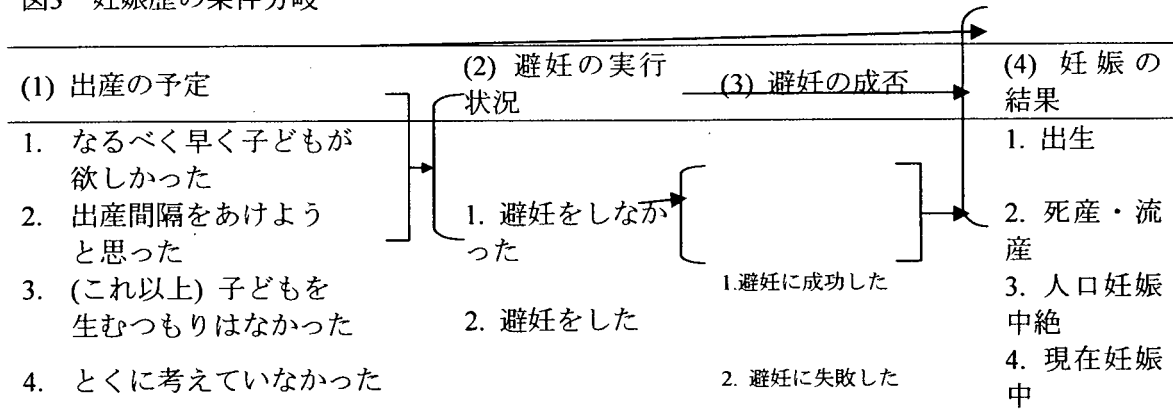 図3 妊娠歴の条件分岐
(1) 出産の予定
(2) 避妊の実行
状況
(3) 避妊の成否
(4) 妊娠の
結果
1. なるべく早く子どもが
欲しかった
2. 出産間隔をあけよう
と思った
3. (これ以上) 子どもを
生むつもりはなかった
4. とくに考えていなかった
1. 避妊をしなか
った
2. 避妊をした
1.避妊に成功した
2. 避妊に失敗した
1. 出生
2. 死産・流
産
3. 人口妊娠
中絶
4. 現在妊娠
中